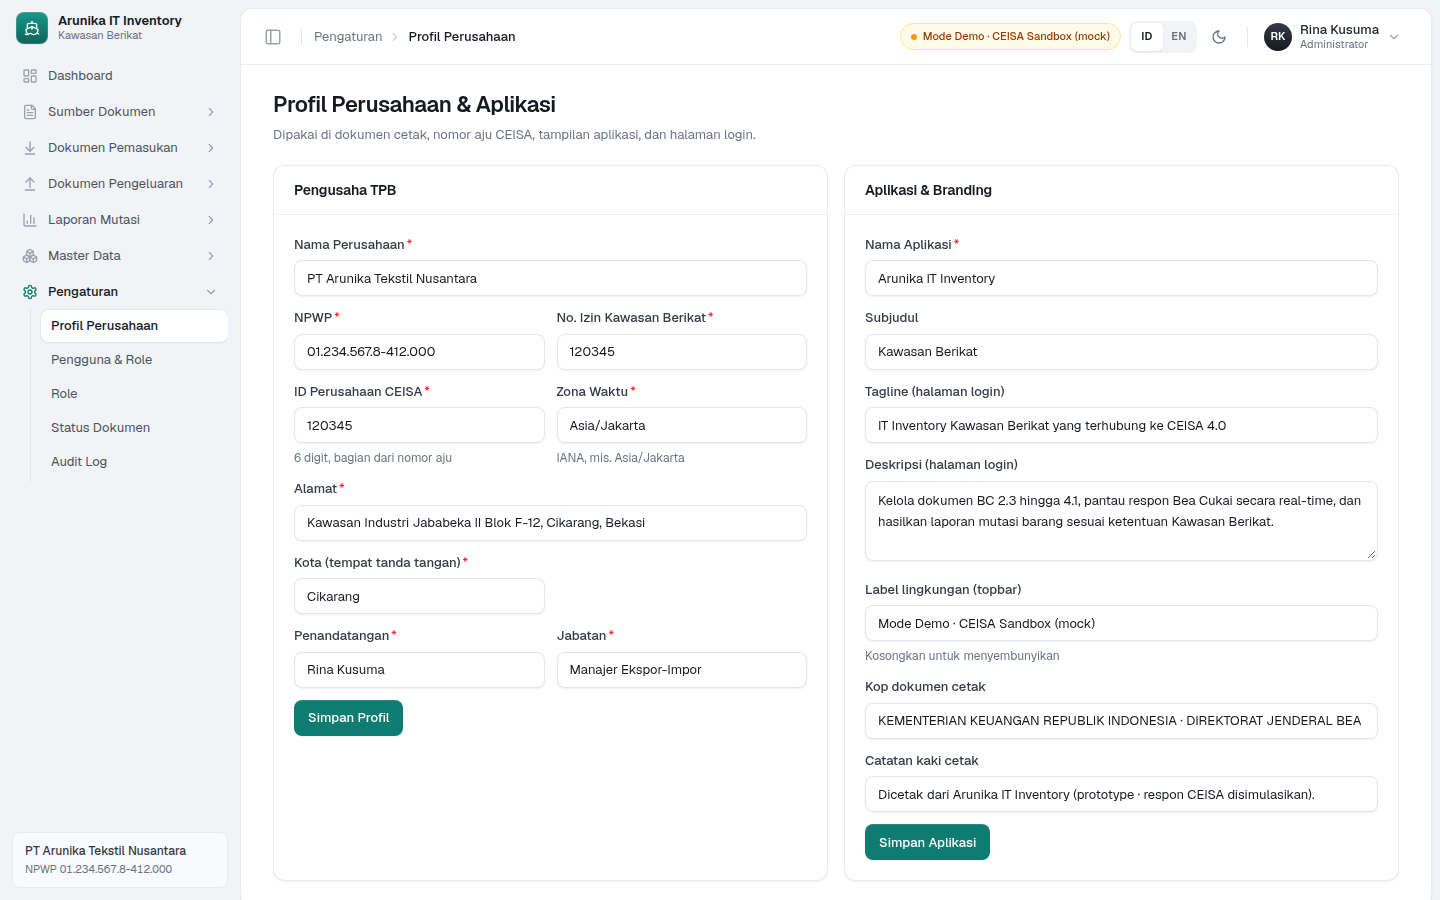 Arunika IT Inventory
Kawasan Berikat
Dashboard
Sumber Dokumen
Dokumen Pemasukan
Dokumen Pengeluaran
Laporan Mutasi
Master Data
Pengaturan
Profil Perusahaan
Pengguna & Role
Role
Status Dokumen
Audit Log
PT Arunika Tekstil Nusantara
NPWP 01.234.567.8-412.000
Pengaturan
Profil Perusahaan
Mode Demo · CEISA Sandbox (mock)
ID
EN
RK
Rina Kusuma
Administrator
Profil Perusahaan & Aplikasi
Dipakai di dokumen cetak, nomor aju CEISA, tampilan aplikasi, dan halaman login.
Pengusaha TPB
Nama Perusahaan *
PT Arunika Tekstil Nusantara
NPWP *
01.234.567.8-412.000
No. Izin Kawasan Berikat *
120345
ID Perusahaan CEISA *
120345
6 digit, bagian dari nomor aju
Zona Waktu *
Asia/Jakarta
IANA, mis. Asia/Jakarta
Alamat *
Kawasan Industri Jababeka II Blok F-12, Cikarang, Bekasi
Kota (tempat tanda tangan) *
Cikarang
Penandatangan *
Rina Kusuma
Jabatan *
Manajer Ekspor-Impor
Simpan Profil
Aplikasi & Branding
Nama Aplikasi *
Arunika IT Inventory
Subjudul
Kawasan Berikat
Tagline (halaman login)
IT Inventory Kawasan Berikat yang terhubung ke CEISA 4.0
Deskripsi (halaman login)
Kelola dokumen BC 2.3 hingga 4.1, pantau respon Bea Cukai secara real-time, dan
hasilkan laporan mutasi barang sesuai ketentuan Kawasan Berikat.
Label lingkungan (topbar)
Mode Demo · CEISA Sandbox (mock)
Kosongkan untuk menyembunyikan
Kop dokumen cetak
KEMENTERIAN KEUANGAN REPUBLIK INDONESIA · DIREKTORAT JENDERAL BEA
Catatan kaki cetak
Dicetak dari Arunika IT Inventory (prototype · respon CEISA disimulasikan).
Simpan Aplikasi